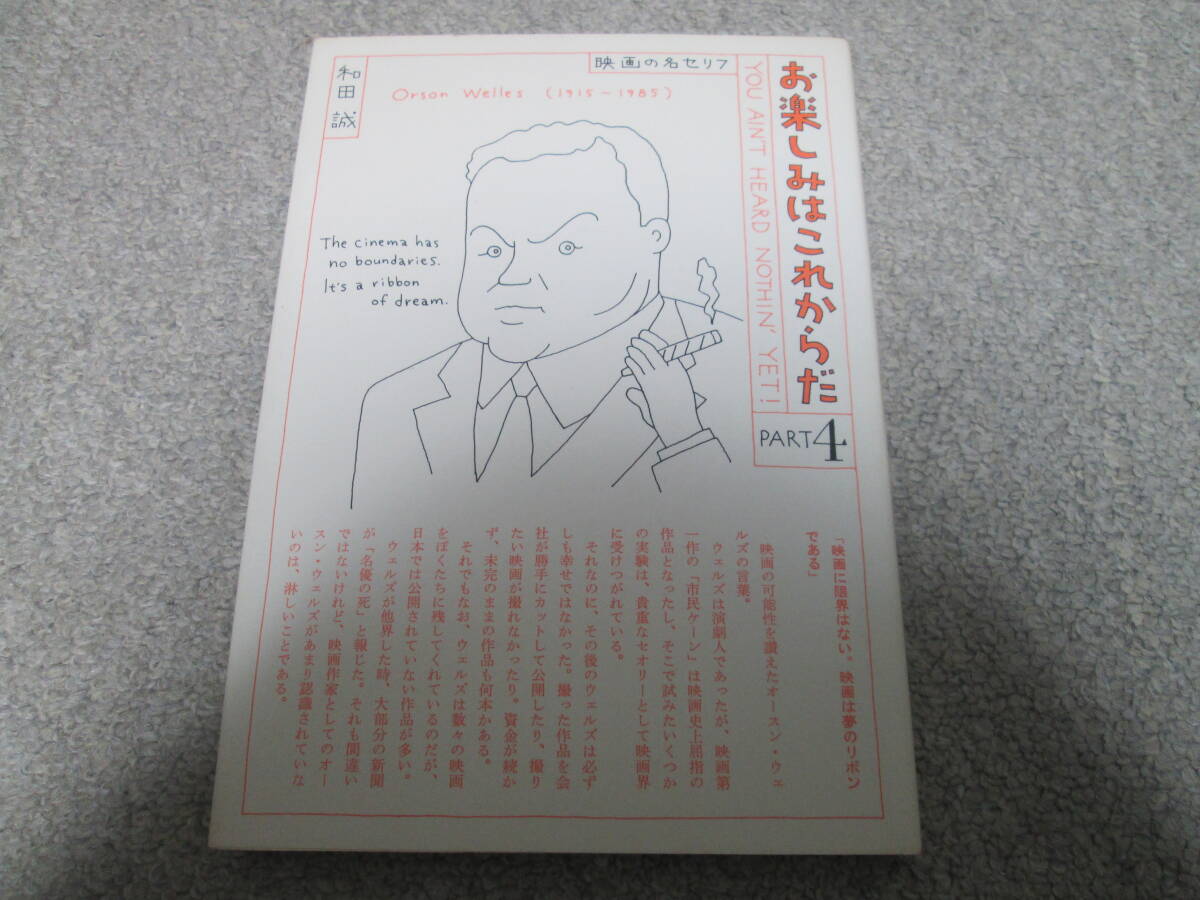 お楽しみはこれからだ
YOU AIN'T HEARD NOTHIN' YET!
PART4
映画の名セリフ
和田 誠
Orson Welles (1915~1985)
The cinema has
no boundaries.
It's a ribbon
of dream.
「映画に限界はない。映画は夢のリボン
である」
映画の可能性を讃えたオースン・ウェ
ルズの言葉。
ウェルズは演劇人であったが、映画第
一作の「市民ケーン」は映画史上屈指の
作品となったし、そこで試みたいくつか
の実験は、貴重なセオリーとして映画界
に受けつがれている。
それなのに、その後のウェルズは必ず
しも幸せではなかった。撮った作品を会
社が勝手にカットして公開したり、撮り
たい映画が撮れなかったり。資金が続か
ず、未完のままの作品も何本かある。
それでもなお、ウェルズは数々の映画
をぼくたちに残してくれているのだが、
日本では公開されていない作品が多い。
ウェルズが他界した時、大部分の新聞
が「名優の死」と報じた。それも間違い
ではないけれど、映画作家としてのオー
スン・ウェルズがあまり認識されていな
いのは、淋しいことである。